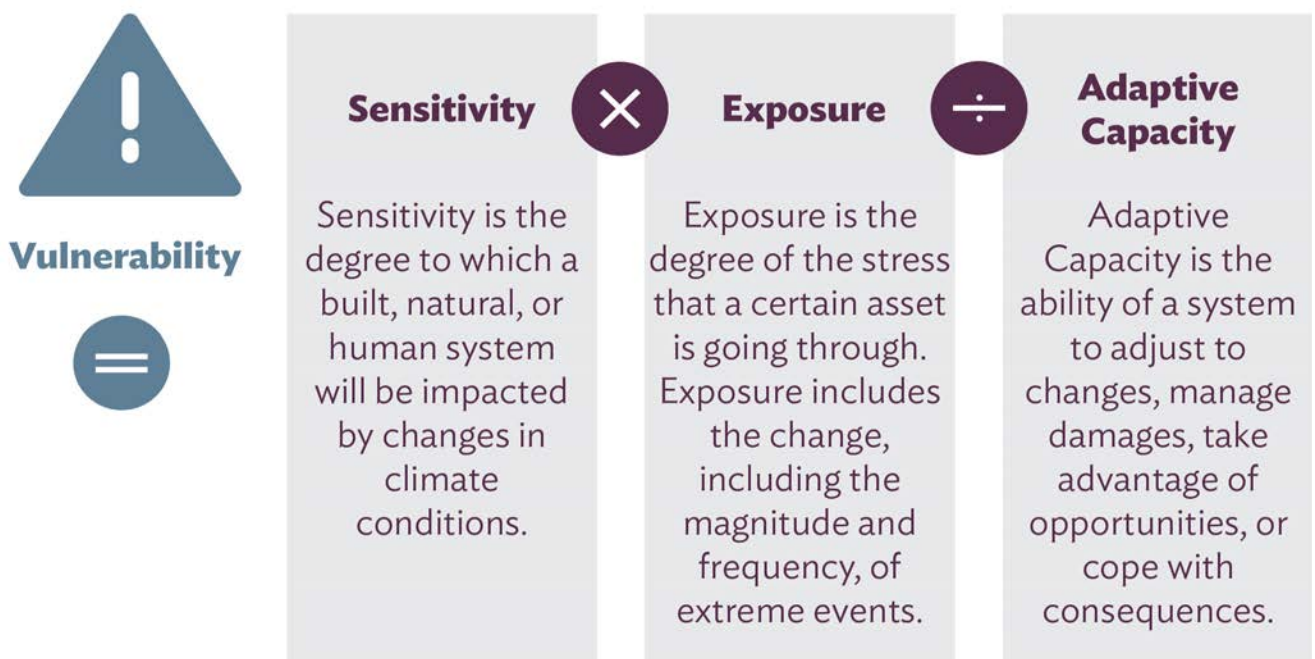 Vulnerability
=
Sensitivity
Sensitivity is the
degree to which a
built, natural, or
human system
will be impacted
by changes in
climate
conditions.
×
Exposure
Exposure is the
degree of the stress
that a certain asset
is going through.
Exposure includes
the change,
including the
magnitude and
frequency, of
extreme events.
÷
Adaptive
Capacity
Adaptive
Capacity is the
ability of a system
to adjust to
changes, manage
damages, take
advantage of
opportunities, or
cope with
consequences.